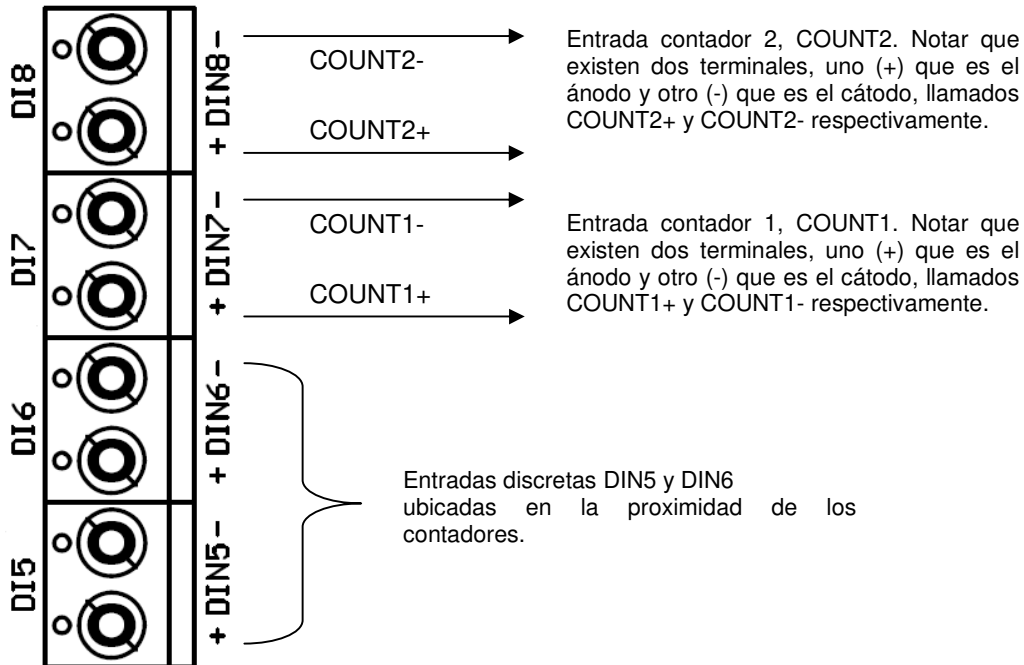 DI8
+ DIN8 -
COUNT2-
COUNT2+
Entrada contador 2, COUNT2. Notar que
existen dos terminales, uno (+) que es el
ánodo y otro (-) que es el cátodo, llamados
COUNT2+ y COUNT2- respectivamente.
DI7
+ DIN7 -
COUNT1-
COUNT1+
Entrada contador 1, COUNT1. Notar que
existen dos terminales, uno (+) que es el
ánodo y otro (-) que es el cátodo, llamados
COUNT1+ y COUNT1- respectivamente.
DI6
+ DIN6 -
DI5
+ DIN5 -
Entradas discretas DIN5 y DIN6
ubicadas en la proximidad de los
contadores.